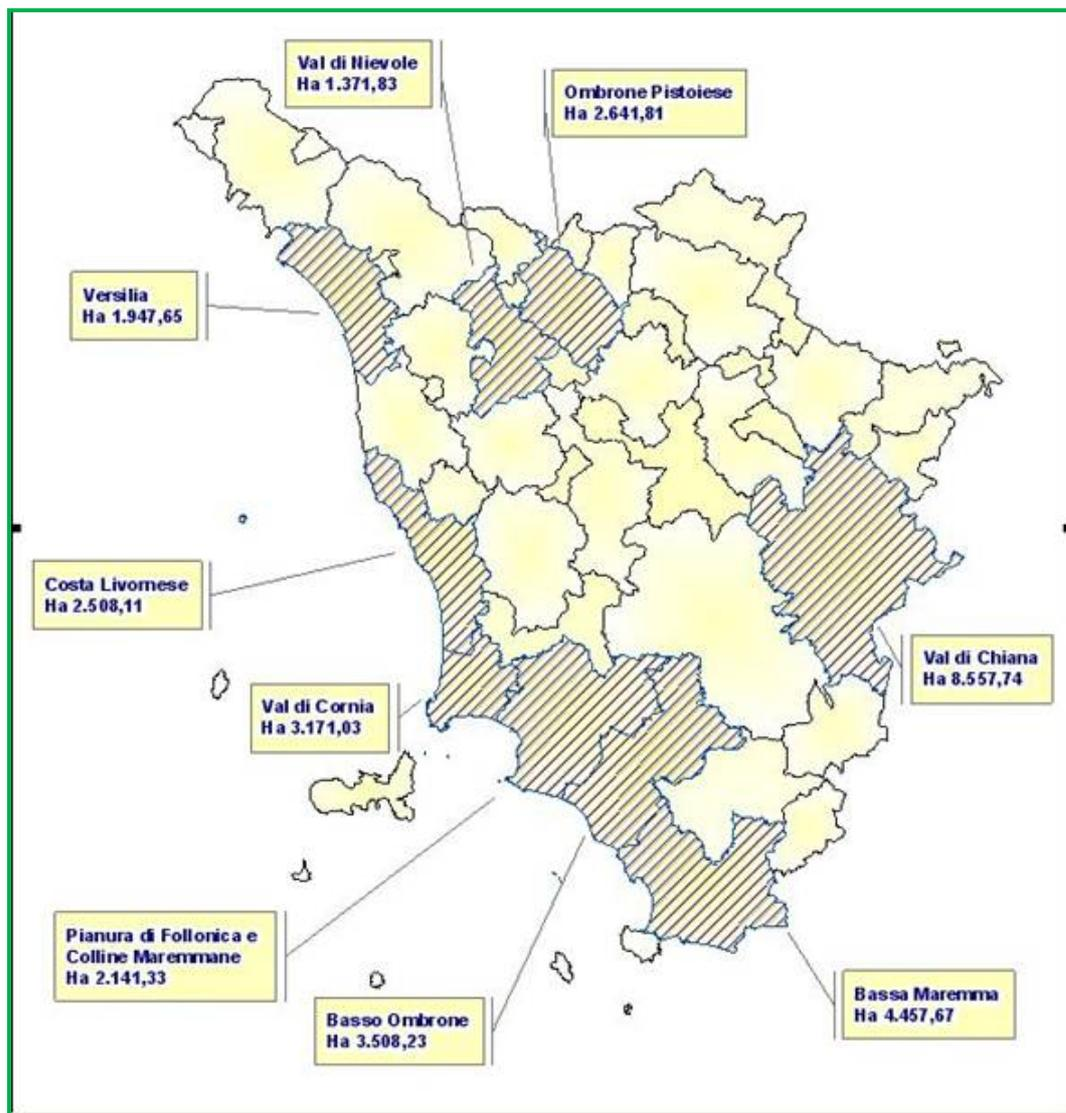 Val di Nievole
Ha 1.371,83
Ombrone Pistoiese
Ha 2.641,81
Versilia
Ha 1.947,65
Costa Livornese
Ha 2.508,11
Val di Chiana
Ha 8.557,74
Val di Cornia
Ha 3.171,03
Pianura di Follonica e
Colline Maremmane
Ha 2.141,33
Basso Ombrone
Ha 3.508,23
Bassa Maremma
Ha 4.457,67